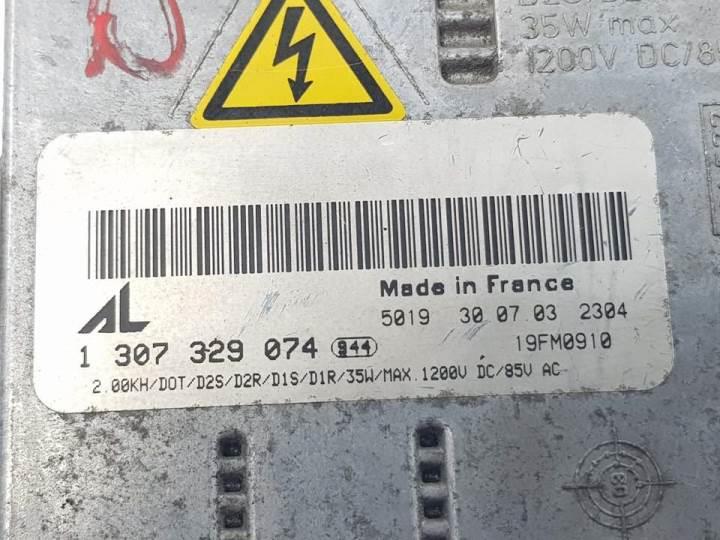 35W max
1200V DC/8
Made in France
AL
5019 30.07.03 2304
1 307 329 074 944
19FM0910
2.00KH/DOT/D2S/D2R/D1S/D1R/35W/MAX.1200V DC/85V AC